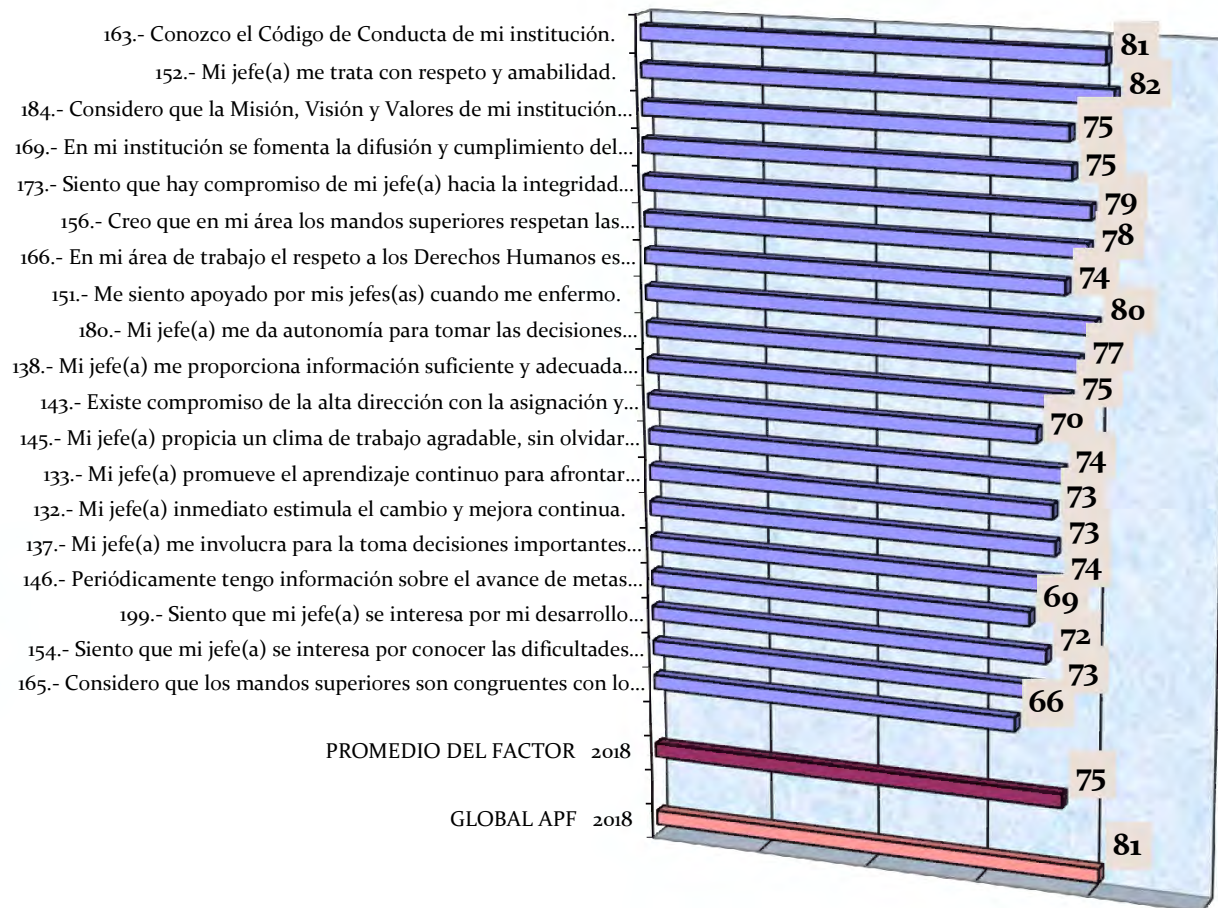 163.- Conozco el Código de Conducta de mi institución. 81
152.- Mi jefe(a) me trata con respeto y amabilidad. 82
184.- Considero que la Misión, Visión y Valores de mi institución... 75
169.- En mi institución se fomenta la difusión y cumplimiento del... 75
173.- Siento que hay compromiso de mi jefe(a) hacia la integridad... 79
156.- Creo que en mi área los mandos superiores respetan las... 78
166.- En mi área de trabajo el respeto a los Derechos Humanos es... 74
151.- Me siento apoyado por mis jefes(as) cuando me enfermo. 80
180.- Mi jefe(a) me da autonomía para tomar las decisiones... 77
138.- Mi jefe(a) me proporciona información suficiente y adecuada... 75
143.- Existe compromiso de la alta dirección con la asignación y... 70
145.- Mi jefe(a) propicia un clima de trabajo agradable, sin olvidar... 74
133.- Mi jefe(a) promueve el aprendizaje continuo para afrontar... 73
132.- Mi jefe(a) inmediato estimula el cambio y mejora continua. 73
137.- Mi jefe(a) me involucra para la toma decisiones importantes... 74
146.- Periódicamente tengo información sobre el avance de metas... 69
199.- Siento que mi jefe(a) se interesa por mi desarrollo... 72
154.- Siento que mi jefe(a) se interesa por conocer las dificultades... 73
165.- Considero que los mandos superiores son congruentes con lo... 66
PROMEDIO DEL FACTOR 2018 75
GLOBAL APF 2018 81